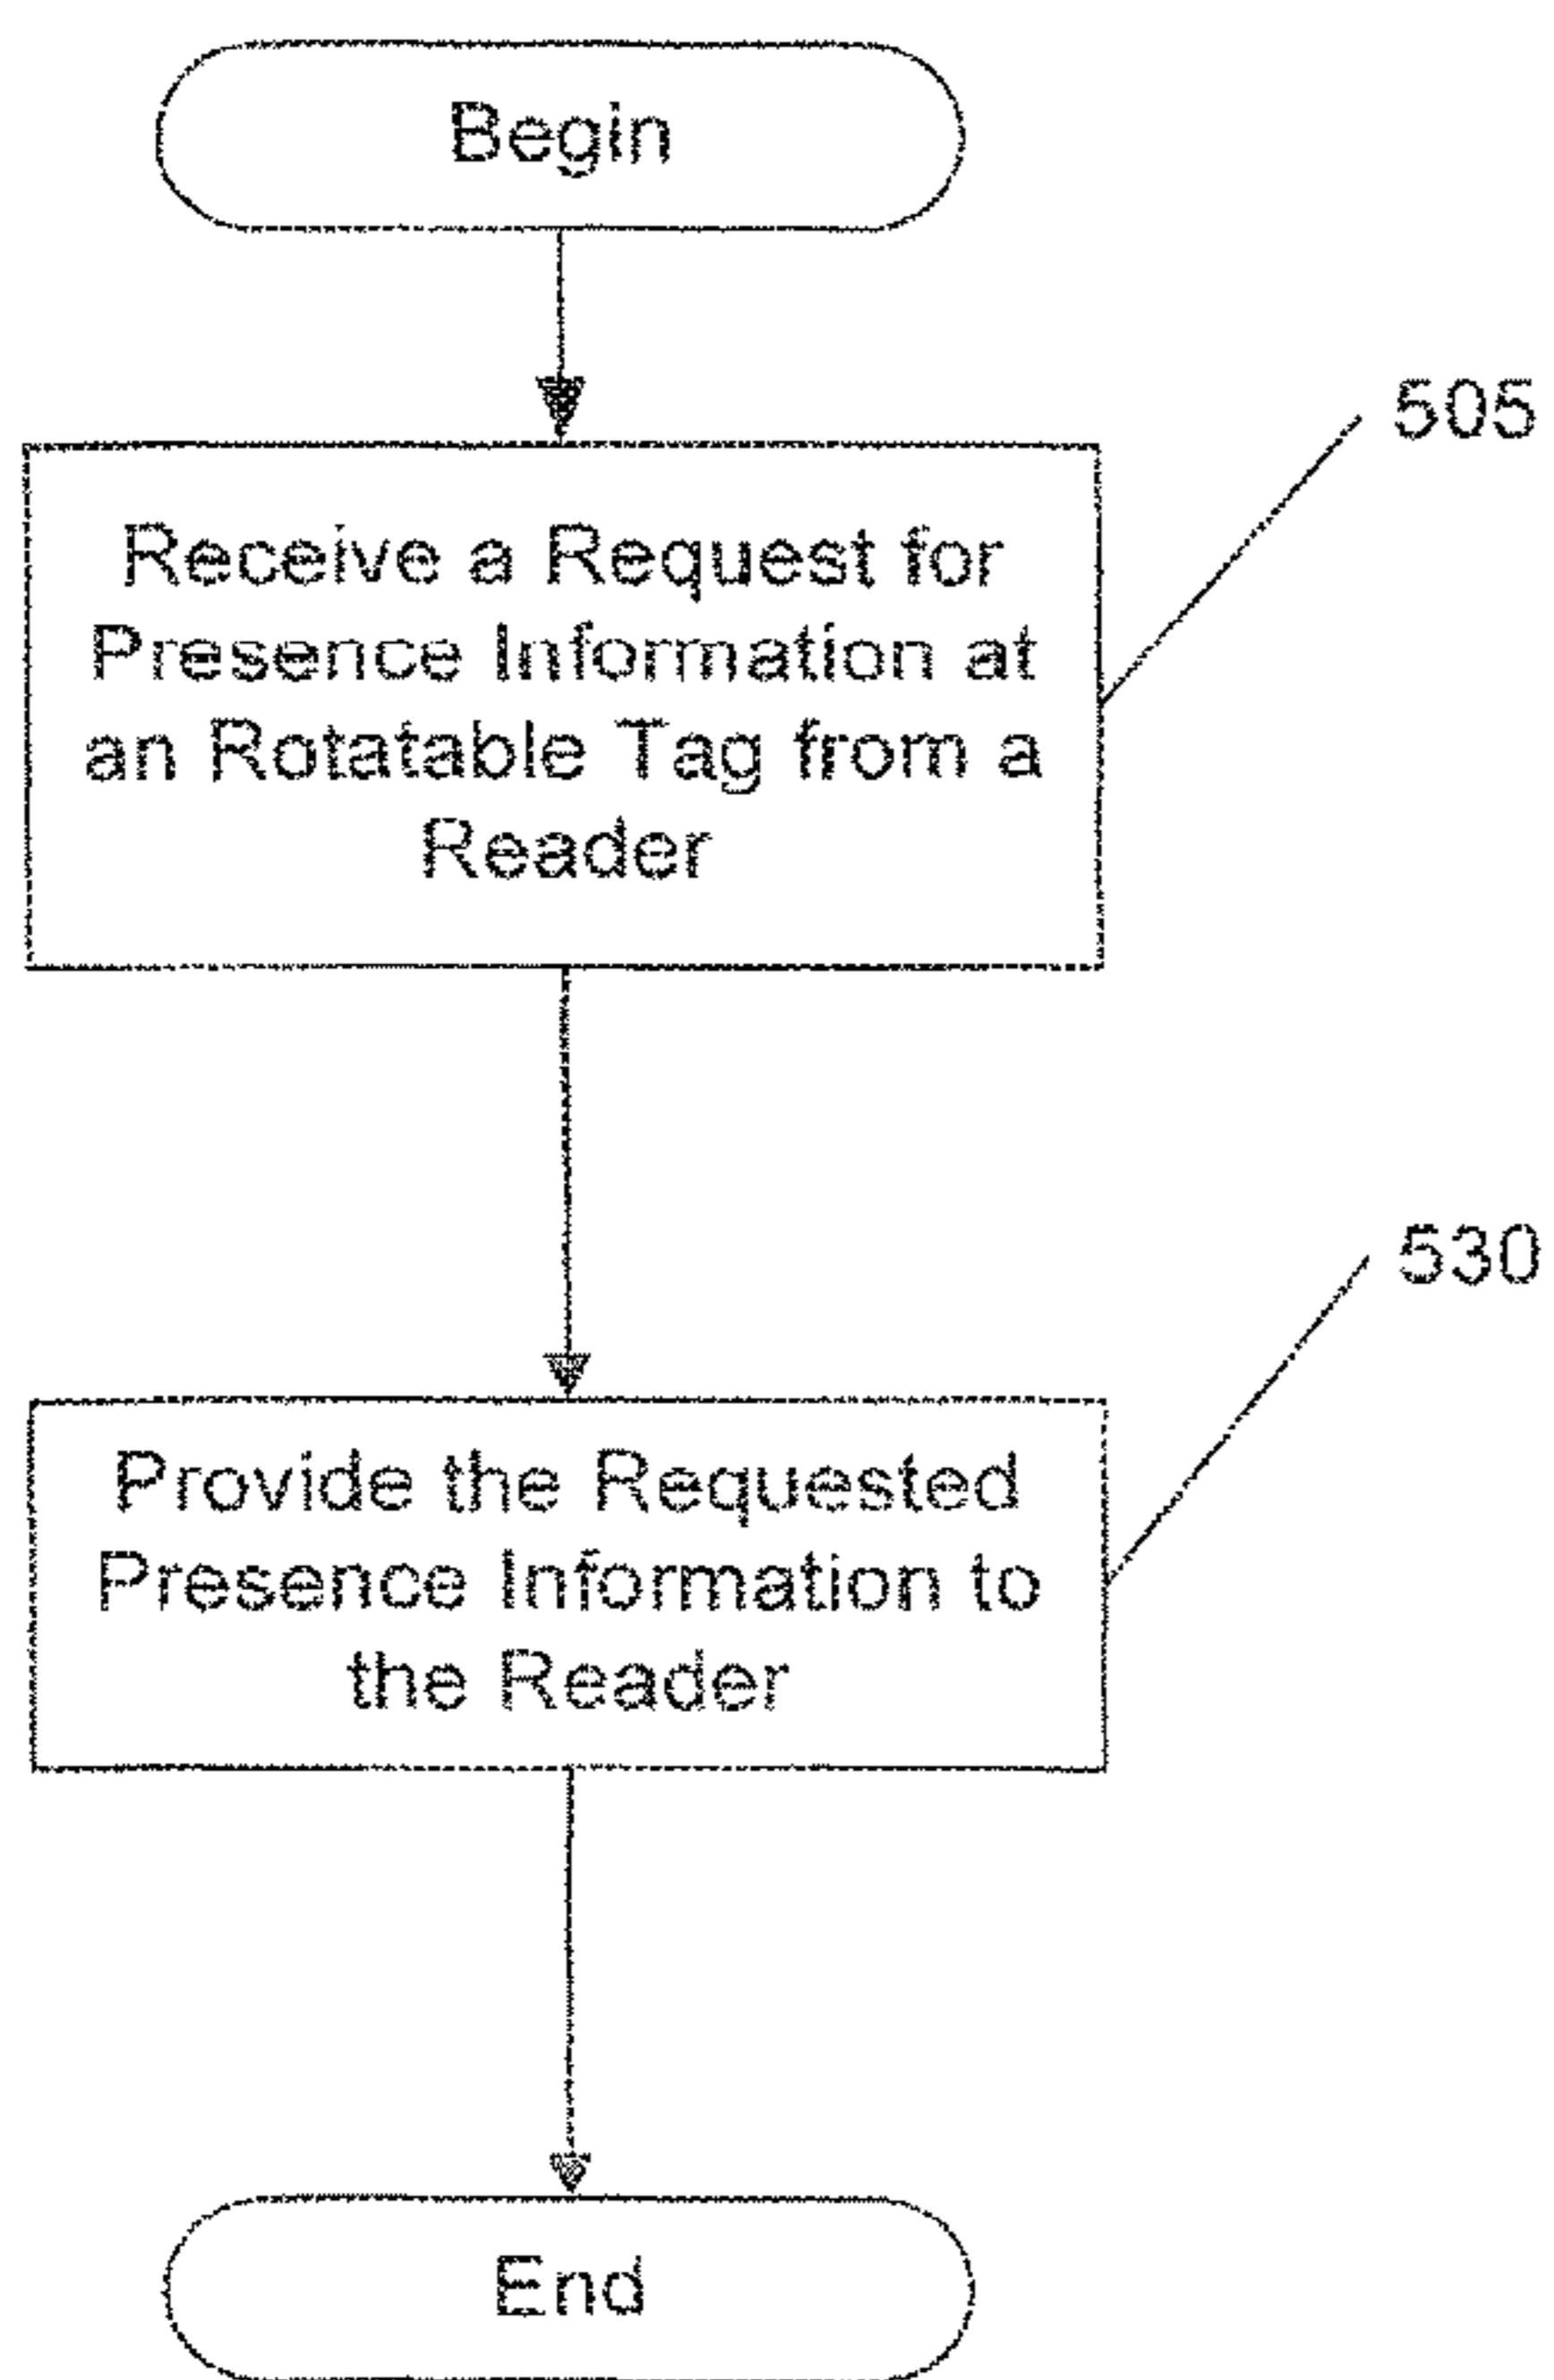 Begin
505
Receive a Request for
Presence Information at
an Rotatable Tag from a
Reader
530
Provide the Requested
Presence Information to
the Reader
End